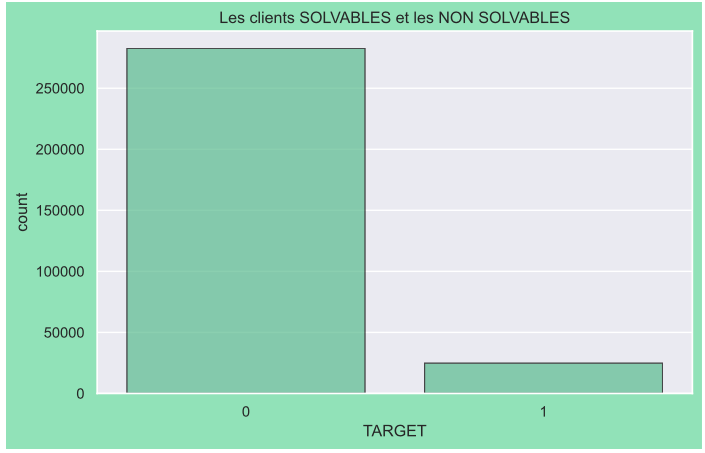 Les clients SOLVABLES et les NON SOLVABLES
250000
200000
150000
100000
50000
0
count
0 1
TARGET